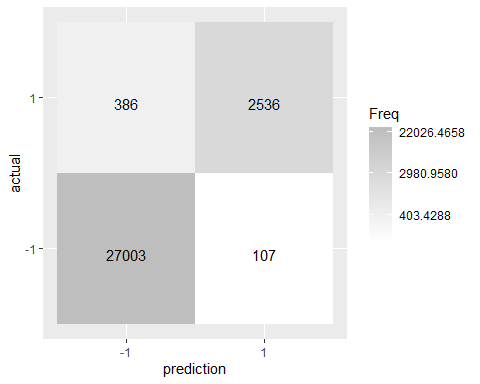 386 2536
27003 107
1
-1
actual
-1 1
prediction
Freq
22026.4658
2980.9580
403.4288